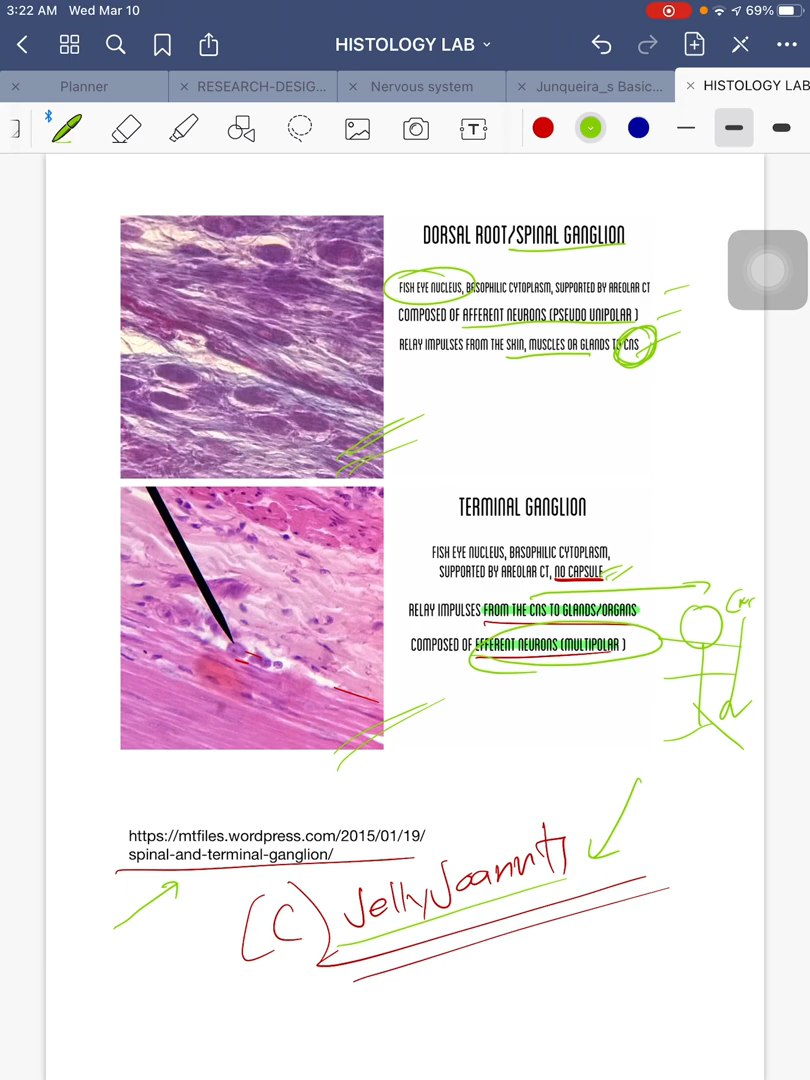 3:22 AM Wed Mar 10 69%
HISTOLOGY LAB
Planner RESEARCH-DESIG... Nervous system Junqueira_s Basic... HISTOLOGY LAB
T
DORSAL ROOT/SPINAL GANGLION
FISH EYE NUCLEUS, BASOPHILIC CYTOPLASM, SUPPORTED BY AREOLAR CT
COMPOSED OF AFFERENT NEURONS (PSEUDO UNIPOLAR )
RELAY IMPULSES FROM THE SKIN, MUSCLES OR GLANDS TO CNS
TERMINAL GANGLION
FISH EYE NUCLEUS, BASOPHILIC CYTOPLASM,
SUPPORTED BY AREOLAR CT, NO CAPSULE
RELAY IMPULSES FROM THE CNS TO GLANDS/ORGANS
COMPOSED OF EFFERENT NEURONS (MULTIPOLAR )
https://mtfiles.wordpress.com/2015/01/19/
spinal-and-terminal-ganglion/
(C)